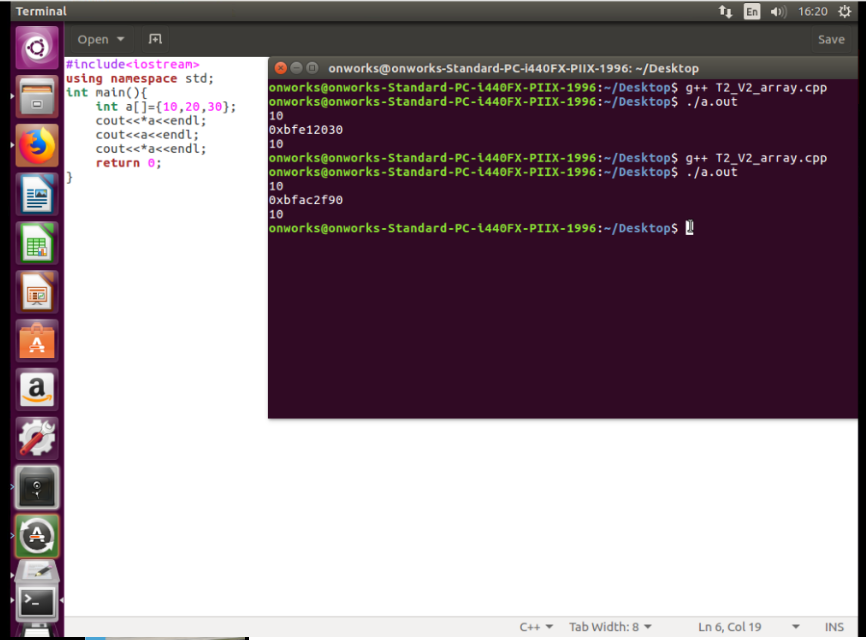 Terminal
En
16:20
Open
Save
#include<iostream>
using namespace std;
int main(){
    int a[]={10,20,30};
    cout<<*a<<endl;
    cout<<a<<endl;
    cout<<*a<<endl;
    return 0;
}
onworks@onworks-Standard-PC-i440FX-PIIX-1996: ~/Desktop
onworks@onworks-Standard-PC-i440FX-PIIX-1996:~/Desktop$ g++ T2_V2_array.cpp
onworks@onworks-Standard-PC-i440FX-PIIX-1996:~/Desktop$ ./a.out
10
0xbfe12030
10
onworks@onworks-Standard-PC-i440FX-PIIX-1996:~/Desktop$ g++ T2_V2_array.cpp
onworks@onworks-Standard-PC-i440FX-PIIX-1996:~/Desktop$ ./a.out
10
0xbfac2f90
10
onworks@onworks-Standard-PC-i440FX-PIIX-1996:~/Desktop$
a
>_
C++ Tab Width: 8 Ln 6, Col 19 INS